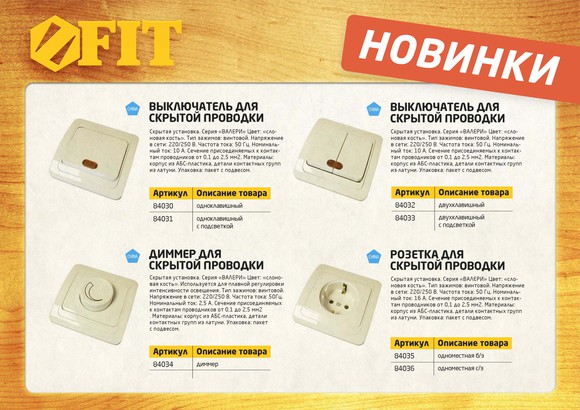 FIT
НОВИНКИ
CHINA
ВЫКЛЮЧАТЕЛЬ ДЛЯ
СКРЫТОЙ ПРОВОДКИ
Скрытая установка. Серия «ВАЛЕРИ» Цвет: «сло-
новая кость». Тип зажимов: винтовой. Напряжение
в сети: 220/250 В. Частота тока: 50 Гц. Номиналь-
ный ток: 10 А. Сечение присоединяемых к контак-
там проводников от 0,1 до 2,5 мм2. Материалы:
корпус из АБС-пластика, детали контактных групп
из латуни. Упаковка: пакет с подвесом.
Артикул Описание товара
84030 одноклавишный
84031 одноклавишный
с подсветкой
CHINA
ВЫКЛЮЧАТЕЛЬ ДЛЯ
СКРЫТОЙ ПРОВОДКИ
Скрытая установка. Серия «ВАЛЕРИ» Цвет: «сло-
новая кость». Тип зажимов: винтовой. Напряжение
в сети: 220/250 В. Частота тока: 50 Гц. Номиналь-
ный ток: 10 А. Сечение присоединяемых к контак-
там проводников от 0,1 до 2,5 мм2. Материалы:
корпус из АБС-пластика, детали контактных групп
из латуни. Упаковка: пакет с подвесом.
Артикул Описание товара
84032 двухклавишный
84033 двухклавишный
с подсветкой
CHINA
ДИММЕР ДЛЯ
СКРЫТОЙ ПРОВОДКИ
Скрытая установка. Серия «ВАЛЕРИ» Цвет: «слоно-
вая кость». Используется для плавной регулировки
интенсивности освещения. Тип зажимов: винтовой.
Напряжение в сети: 220/250 В. Частота тока: 50Гц.
Номинальный ток: 2,5 А. Сечение присоединяемых
к контактам проводников от 0,1 до 2,5 мм2
. Материалы: корпус из АБС-пластика, детали
контактных групп из латуни. Упаковка: пакет
с подвесом.
Артикул Описание товара
84034 диммер
CHINA
РОЗЕТКА ДЛЯ
СКРЫТОЙ ПРОВОДКИ
Скрытая установка. Серия «ВАЛЕРИ» Цвет: «сло-
новая кость». Тип зажимов: винтовой. Напряжение
в сети: 220/250 В. Частота тока: 50 Гц. Номиналь-
ный ток: 16 А. Сечение присоединяемых к контак-
там проводников от 0,1 до 2,5 мм2. Материалы:
корпус из АБС-пластика, детали контактных групп
из латуни. Упаковка: пакет с подвесом.
Артикул Описание товара
84035 одноместная б/з
84036 одноместная с/з